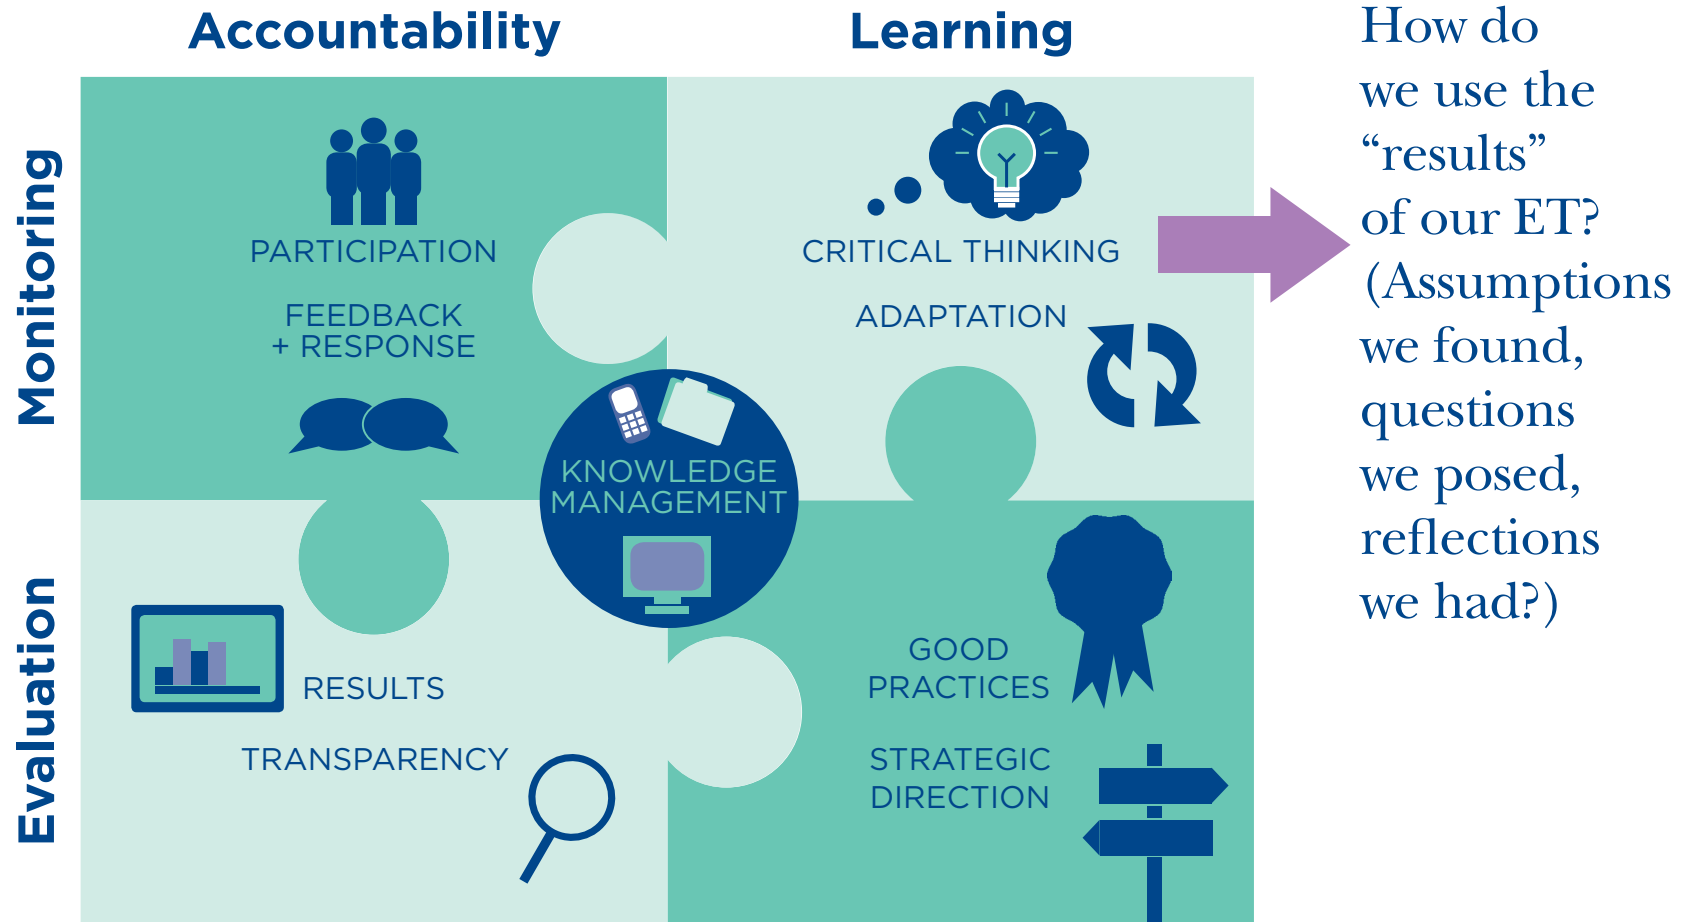 Accountability
Learning
Monitoring
PARTICIPATION
FEEDBACK
+ RESPONSE
CRITICAL THINKING
ADAPTATION
KNOWLEDGE
MANAGEMENT
Evaluation
RESULTS
TRANSPARENCY
GOOD
PRACTICES
STRATEGIC
DIRECTION
How do
we use the
“results”
of our ET?
(Assumptions
we found,
questions
we posed,
reflections
we had?)